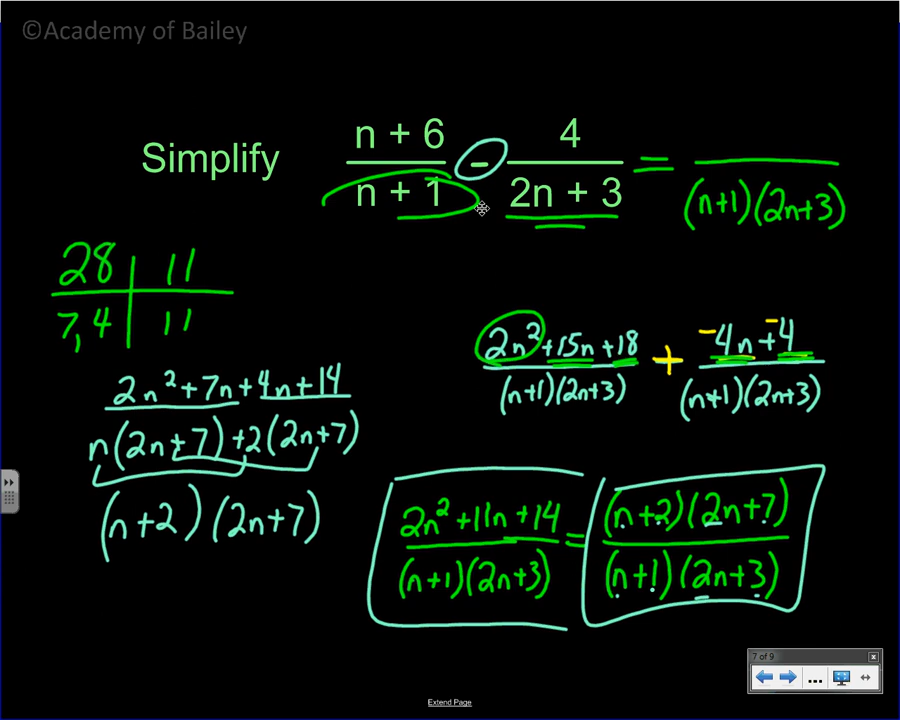 ©Academy of Bailey
Simplify (n + 6)/(n + 1) - 4/(2n + 3) = /((n+1)(2n+3))
28 | 11
7,4 | 11
(2n²+15n+18)/((n+1)(2n+3)) + (-4n+-4)/((n+1)(2n+3))
2n²+7n+4n+14
n(2n+7)+2(2n+7)
(n+2)(2n+7)
(2n²+11n+14)/((n+1)(2n+3)) = ((n+2)(2n+7))/((n+1)(2n+3))
7 of 9
Extend Page